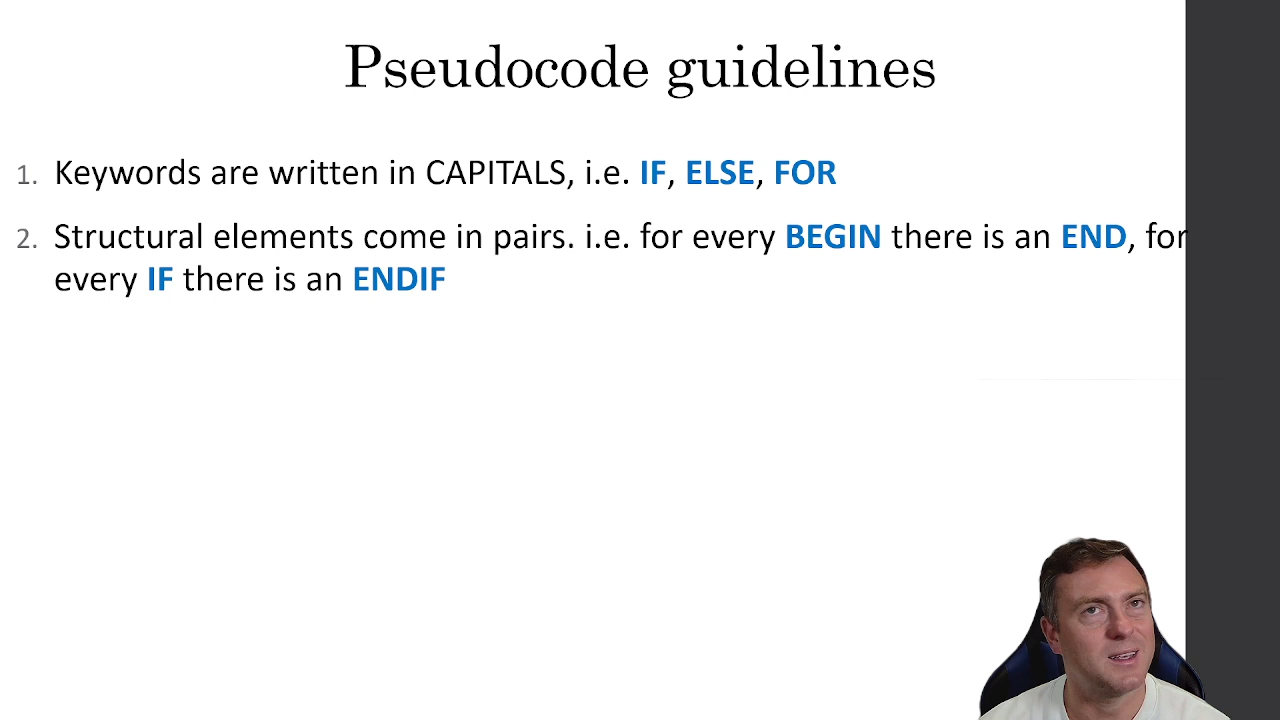 Pseudocode guidelines
1. Keywords are written in CAPITALS, i.e. IF, ELSE, FOR
2. Structural elements come in pairs. i.e. for every BEGIN there is an END, for
every IF there is an ENDIF